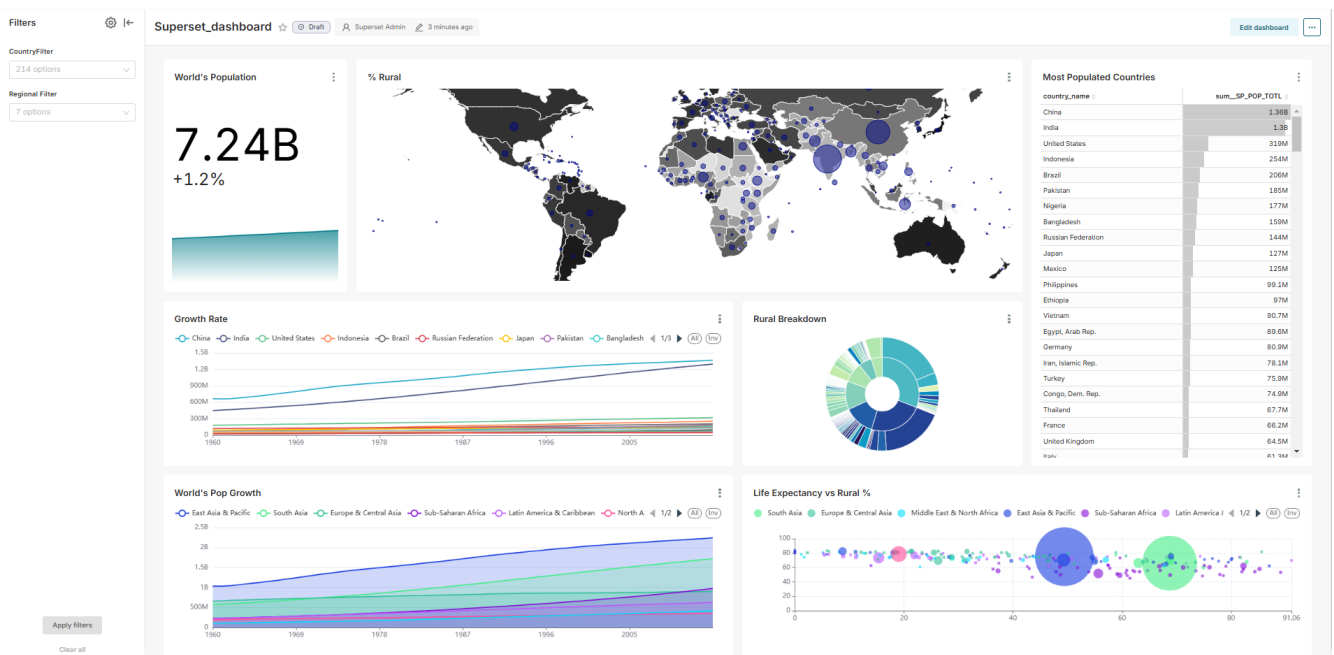 Filters
CountryFilter
214 options
Regional Filter
7 options
Apply filters
Clear all
Superset_dashboard Draft Superset Admin 3 minutes ago
Edit dashboard
World's Population
7.24B
+1.2%
% Rural
Most Populated Countries
country_name sum__SP_POP_TOTL
China 1.36B
India 1.3B
United States 319M
Indonesia 254M
Brazil 206M
Pakistan 185M
Nigeria 177M
Bangladesh 159M
Russian Federation 144M
Japan 127M
Mexico 125M
Philippines 99.1M
Ethiopia 97M
Vietnam 90.7M
Egypt, Arab Rep. 89.6M
Germany 80.9M
Iran, Islamic Rep. 78.1M
Turkey 75.9M
Congo, Dem. Rep. 74.9M
Thailand 67.7M
France 66.2M
United Kingdom 64.5M
Italy 61.3M
Growth Rate
China India United States Indonesia Brazil Russian Federation Japan Pakistan Bangladesh 1/3 All Inv
1.5B
1.2B
900M
600M
300M
0
1960 1969 1978 1987 1996 2005
Rural Breakdown
World's Pop Growth
East Asia & Pacific South Asia Europe & Central Asia Sub-Saharan Africa Latin America & Caribbean North A 1/2 All Inv
2.5B
2B
1.5B
1B
500M
0
1960 1969 1978 1987 1996 2005
Life Expectancy vs Rural %
South Asia Europe & Central Asia Middle East & North Africa East Asia & Pacific Sub-Saharan Africa Latin America & 1/2 All Inv
100
80
60
40
20
0
0 20 40 60 80 91.06